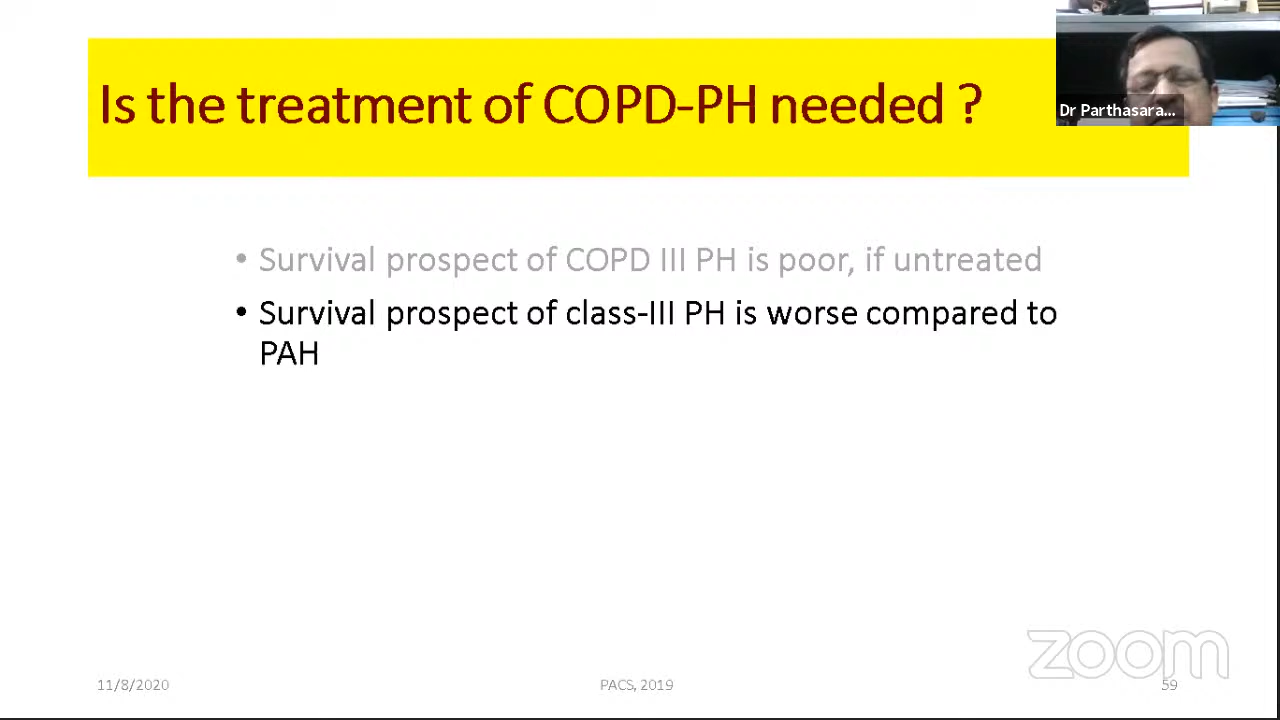 Is the treatment of COPD-PH needed ?
Dr Parthasara...
• Survival prospect of COPD III PH is poor, if untreated
• Survival prospect of class-III PH is worse compared to
PAH
zoom
11/8/2020
PACS, 2019
59